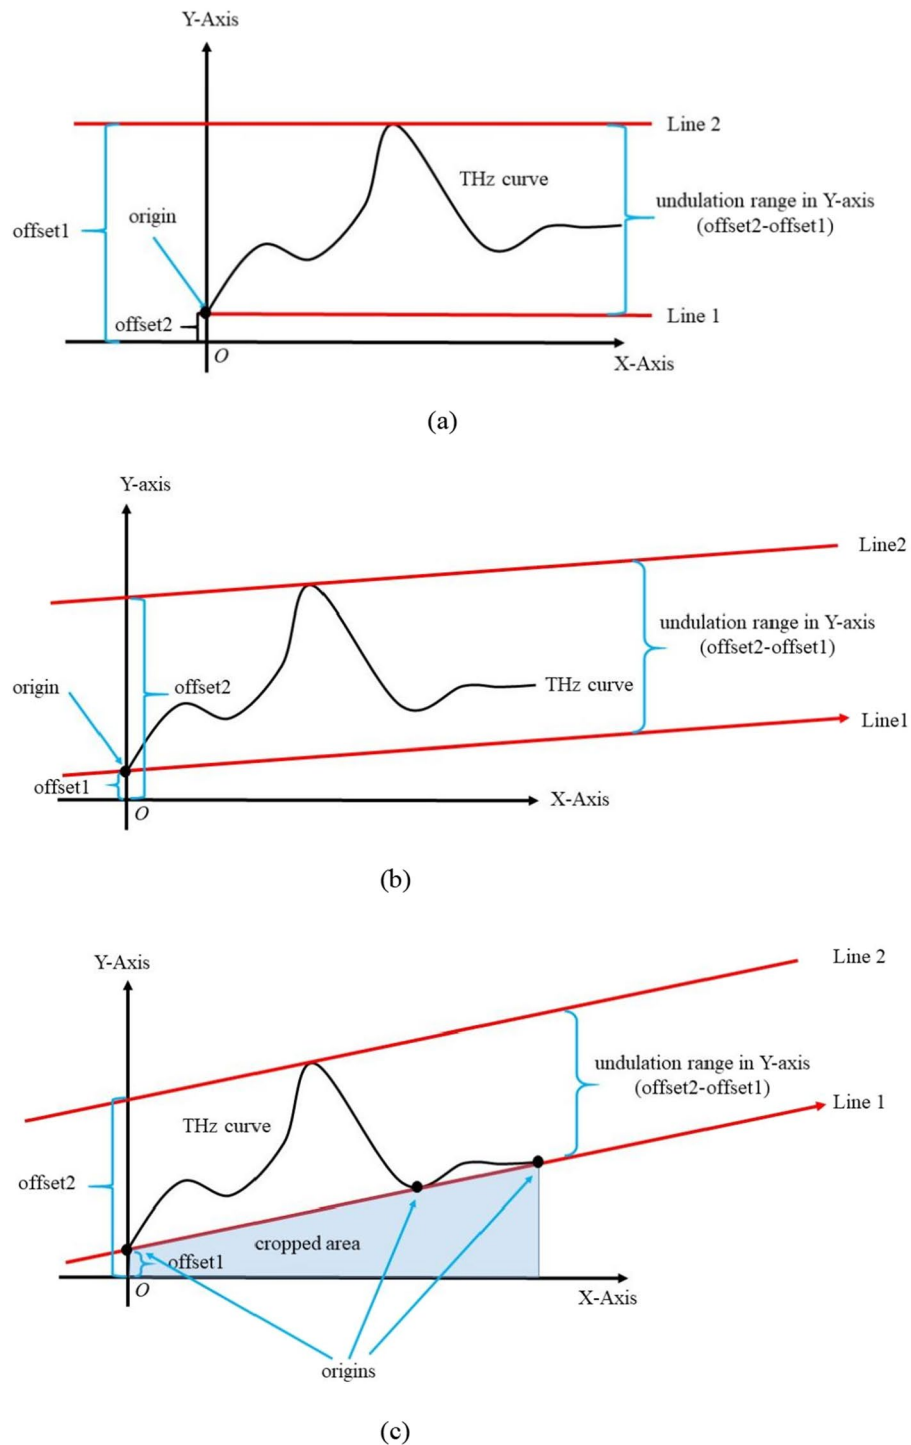 Y-Axis
Line 2
THz curve
undulation range in Y-axis
(offset2-offset1)
origin
offset1
Line 1
offset2
O
X-Axis
(a)
Y-axis
Line2
undulation range in Y-axis
(offset2-offset1)
origin
offset2
THz curve
Line1
offset1
O
X-Axis
(b)
Y-Axis
Line 2
undulation range in Y-axis
(offset2-offset1)
Line 1
THz curve
offset2
cropped area
offset1
O
X-Axis
origins
(c)